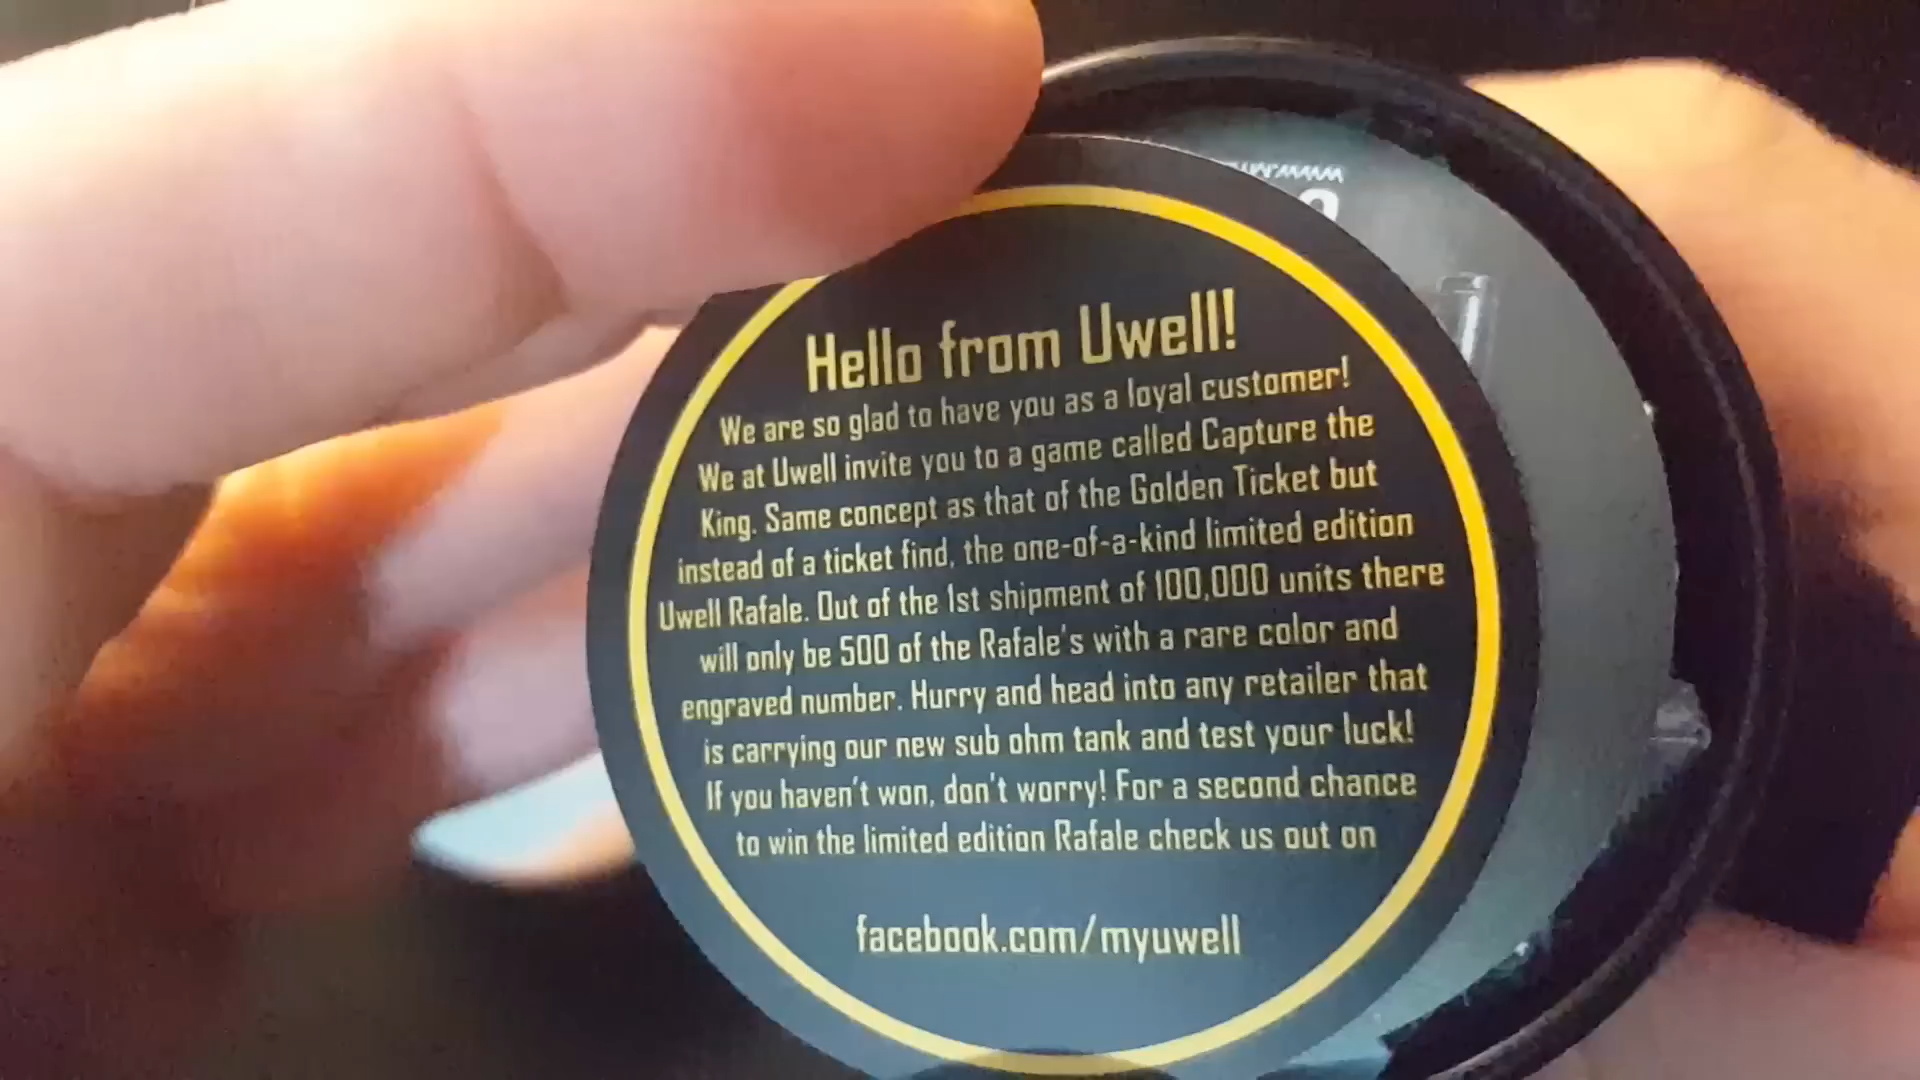 Hello from Uwell!
We are so glad to have you as a loyal customer!
We at Uwell invite you to a game called Capture the
King. Same concept as that of the Golden Ticket but
instead of a ticket find, the one-of-a-kind limited edition
Uwell Rafale. Out of the 1st shipment of 100,000 units there
will only be 500 of the Rafale's with a rare color and
engraved number. Hurry and head into any retailer that
is carrying our new sub ohm tank and test your luck!
If you haven't won, don't worry! For a second chance
to win the limited edition Rafale check us out on
facebook.com/myuwell